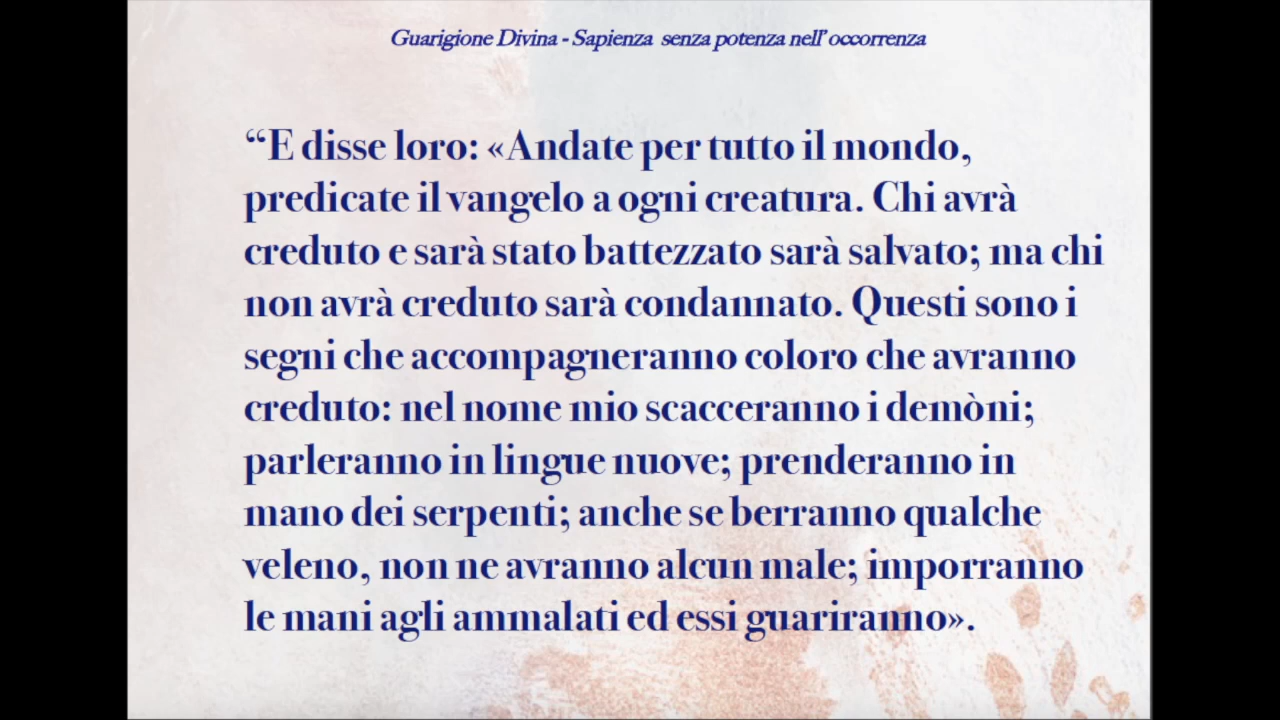 Guarigione Divina - Sapienza senza potenza nell' occorrenza
“E disse loro: «Andate per tutto il mondo,
predicate il vangelo a ogni creatura. Chi avrà
creduto e sarà stato battezzato sarà salvato; ma chi
non avrà creduto sarà condannato. Questi sono i
segni che accompagneranno coloro che avranno
creduto: nel nome mio scacceranno i demòni;
parleranno in lingue nuove; prenderanno in
mano dei serpenti; anche se berranno qualche
veleno, non ne avranno alcun male; imporranno
le mani agli ammalati ed essi guariranno».